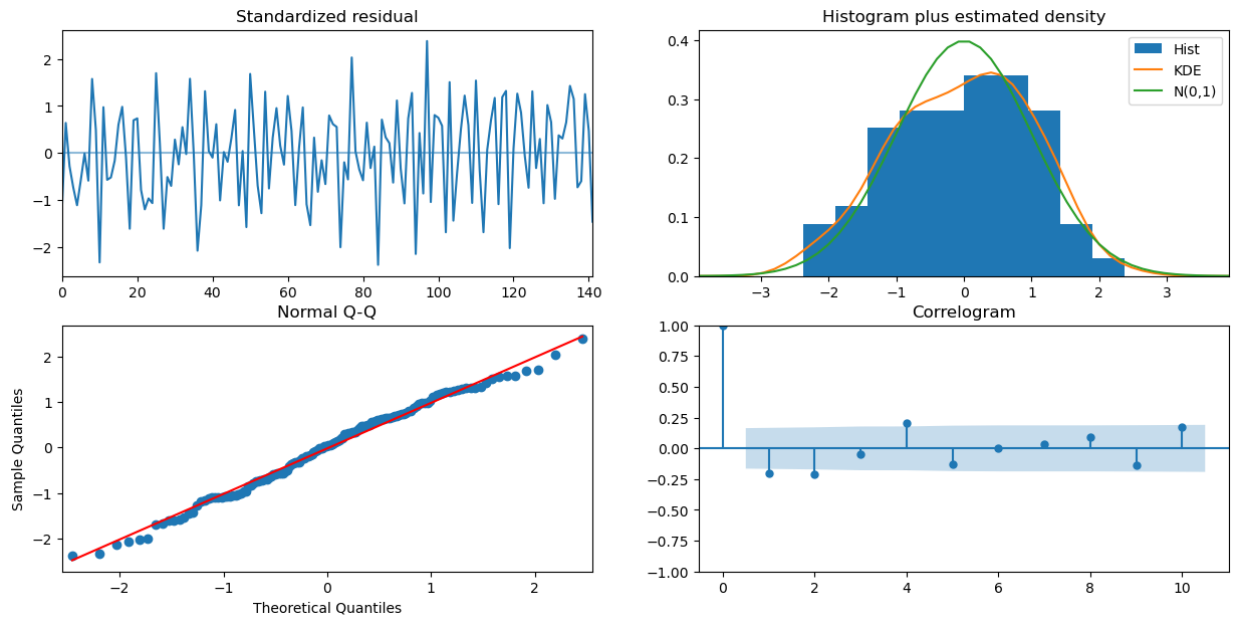 Standardized residual
2
1
0
−1
−2
0 20 40 60 80 100 120 140
Histogram plus estimated density
0.4
0.3
0.2
0.1
0.0
Hist
KDE
N(0,1)
−3 −2 −1 0 1 2 3
Normal Q-Q
Sample Quantiles
2
1
0
−1
−2
−2 −1 0 1 2
Theoretical Quantiles
Correlogram
1.00
0.75
0.50
0.25
0.00
−0.25
−0.50
−0.75
−1.00
0 2 4 6 8 10